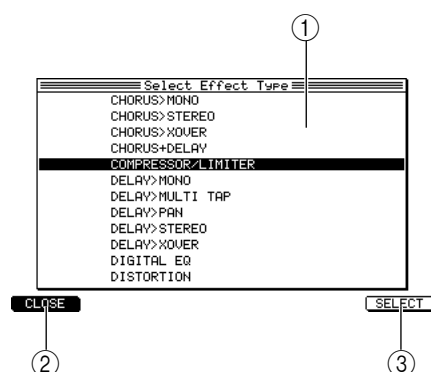 ①
Select Effect Type
CHORUS>MONO
CHORUS>STEREO
CHORUS>XOVER
CHORUS+DELAY
COMPRESSOR/LIMITER
DELAY>MONO
DELAY>MULTI TAP
DELAY>PAN
DELAY>STEREO
DELAY>XOVER
DIGITAL EQ
DISTORTION
CLOSE SELECT
② ③